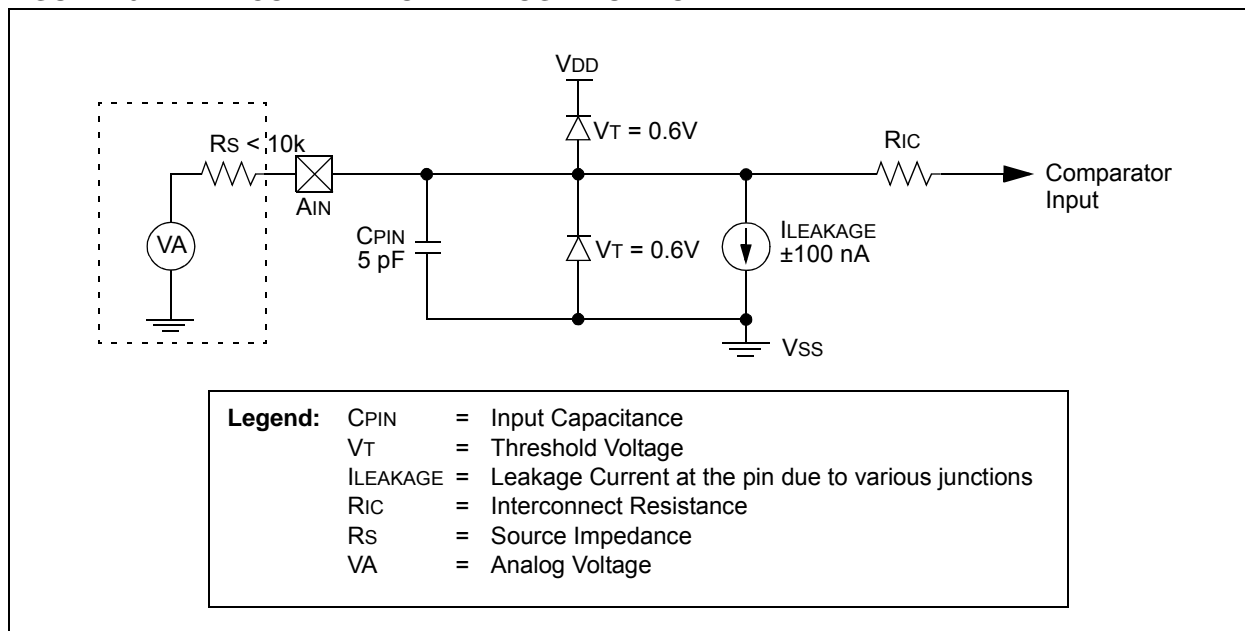 VDD
VT = 0.6V
RS < 10k
RIC
AIN
Comparator
Input
VA
CPIN
5 pF
VT = 0.6V
ILEAKAGE
±100 nA
VSS
Legend: CPIN = Input Capacitance
VT = Threshold Voltage
ILEAKAGE = Leakage Current at the pin due to various junctions
RIC = Interconnect Resistance
RS = Source Impedance
VA = Analog Voltage